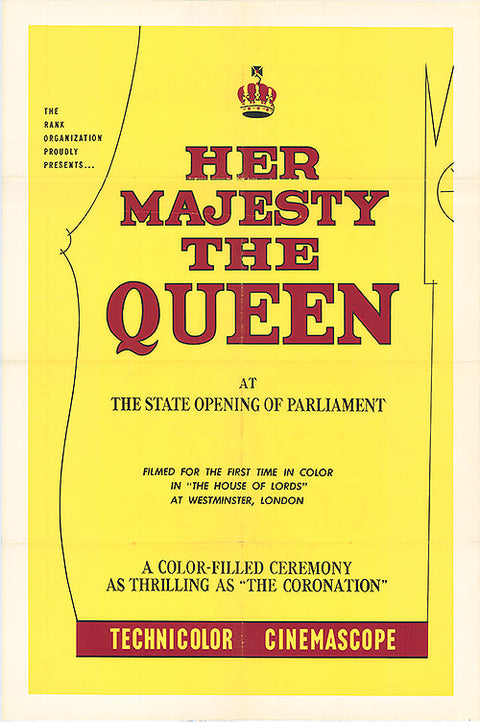 THE
RANK
ORGANIZATION
PROUDLY
PRESENTS...
HER
MAJESTY
THE
QUEEN
AT
THE STATE OPENING OF PARLIAMENT
FILMED FOR THE FIRST TIME IN COLOR
IN "THE HOUSE OF LORDS"
AT WESTMINSTER, LONDON
A COLOR-FILLED CEREMONY
AS THRILLING AS "THE CORONATION"
TECHNICOLOR CINEMASCOPE